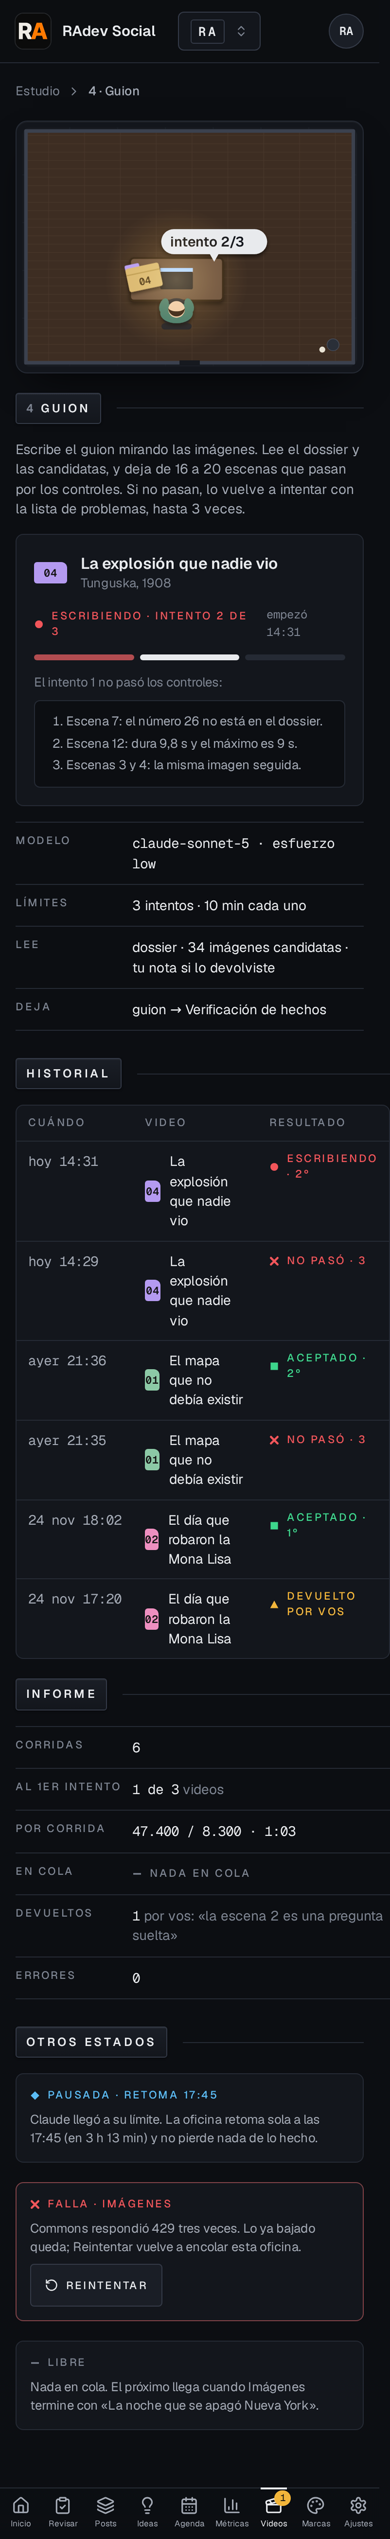 RA RAdev Social RA RA
Estudio > 4 · Guion
intento 2/3
04
4 GUION
Escribe el guion mirando las imágenes. Lee el dossier y
las candidatas, y deja de 16 a 20 escenas que pasan
por los controles. Si no pasan, lo vuelve a intentar con
la lista de problemas, hasta 3 veces.
04 La explosión que nadie vio
Tunguska, 1908
ESCRIBIENDO · INTENTO 2 DE
3
empezó
14:31
El intento 1 no pasó los controles:
1. Escena 7: el número 26 no está en el dossier.
2. Escena 12: dura 9,8 s y el máximo es 9 s.
3. Escenas 3 y 4: la misma imagen seguida.
MODELO claude-sonnet-5 · esfuerzo
low
LÍMITES 3 intentos · 10 min cada uno
LEE dossier · 34 imágenes candidatas ·
tu nota si lo devolviste
DEJA guion → Verificación de hechos
HISTORIAL
CUÁNDO VIDEO RESULTADO
hoy 14:31
04
La
explosión
que nadie
vio
ESCRIBIENDO
· 2º
hoy 14:29
04
La
explosión
que nadie
vio
NO PASÓ · 3
ayer 21:36
01
El mapa
que no
debía existir
ACEPTADO ·
2º
ayer 21:35
01
El mapa
que no
debía existir
NO PASÓ · 3
24 nov 18:02
02
El día que
robaron la
Mona Lisa
ACEPTADO ·
1º
24 nov 17:20
02
El día que
robaron la
Mona Lisa
DEVUELTO
POR VOS
INFORME
CORRIDAS 6
AL 1ER INTENTO 1 de 3 videos
POR CORRIDA 47.400 / 8.300 · 1:03
EN COLA — NADA EN COLA
DEVUELTOS 1 por vos: «la escena 2 es una pregunta
suelta»
ERRORES 0
OTROS ESTADOS
PAUSADA · RETOMA 17:45
Claude llegó a su límite. La oficina retoma sola a las
17:45 (en 3 h 13 min) y no pierde nada de lo hecho.
FALLA · IMÁGENES
Commons respondió 429 tres veces. Lo ya bajado
queda; Reintentar vuelve a encolar esta oficina.
REINTENTAR
— LIBRE
Nada en cola. El próximo llega cuando Imágenes
termine con «La noche que se apagó Nueva York».
1
Inicio Revisar Posts Ideas Agenda Métricas Videos Marcas Ajustes